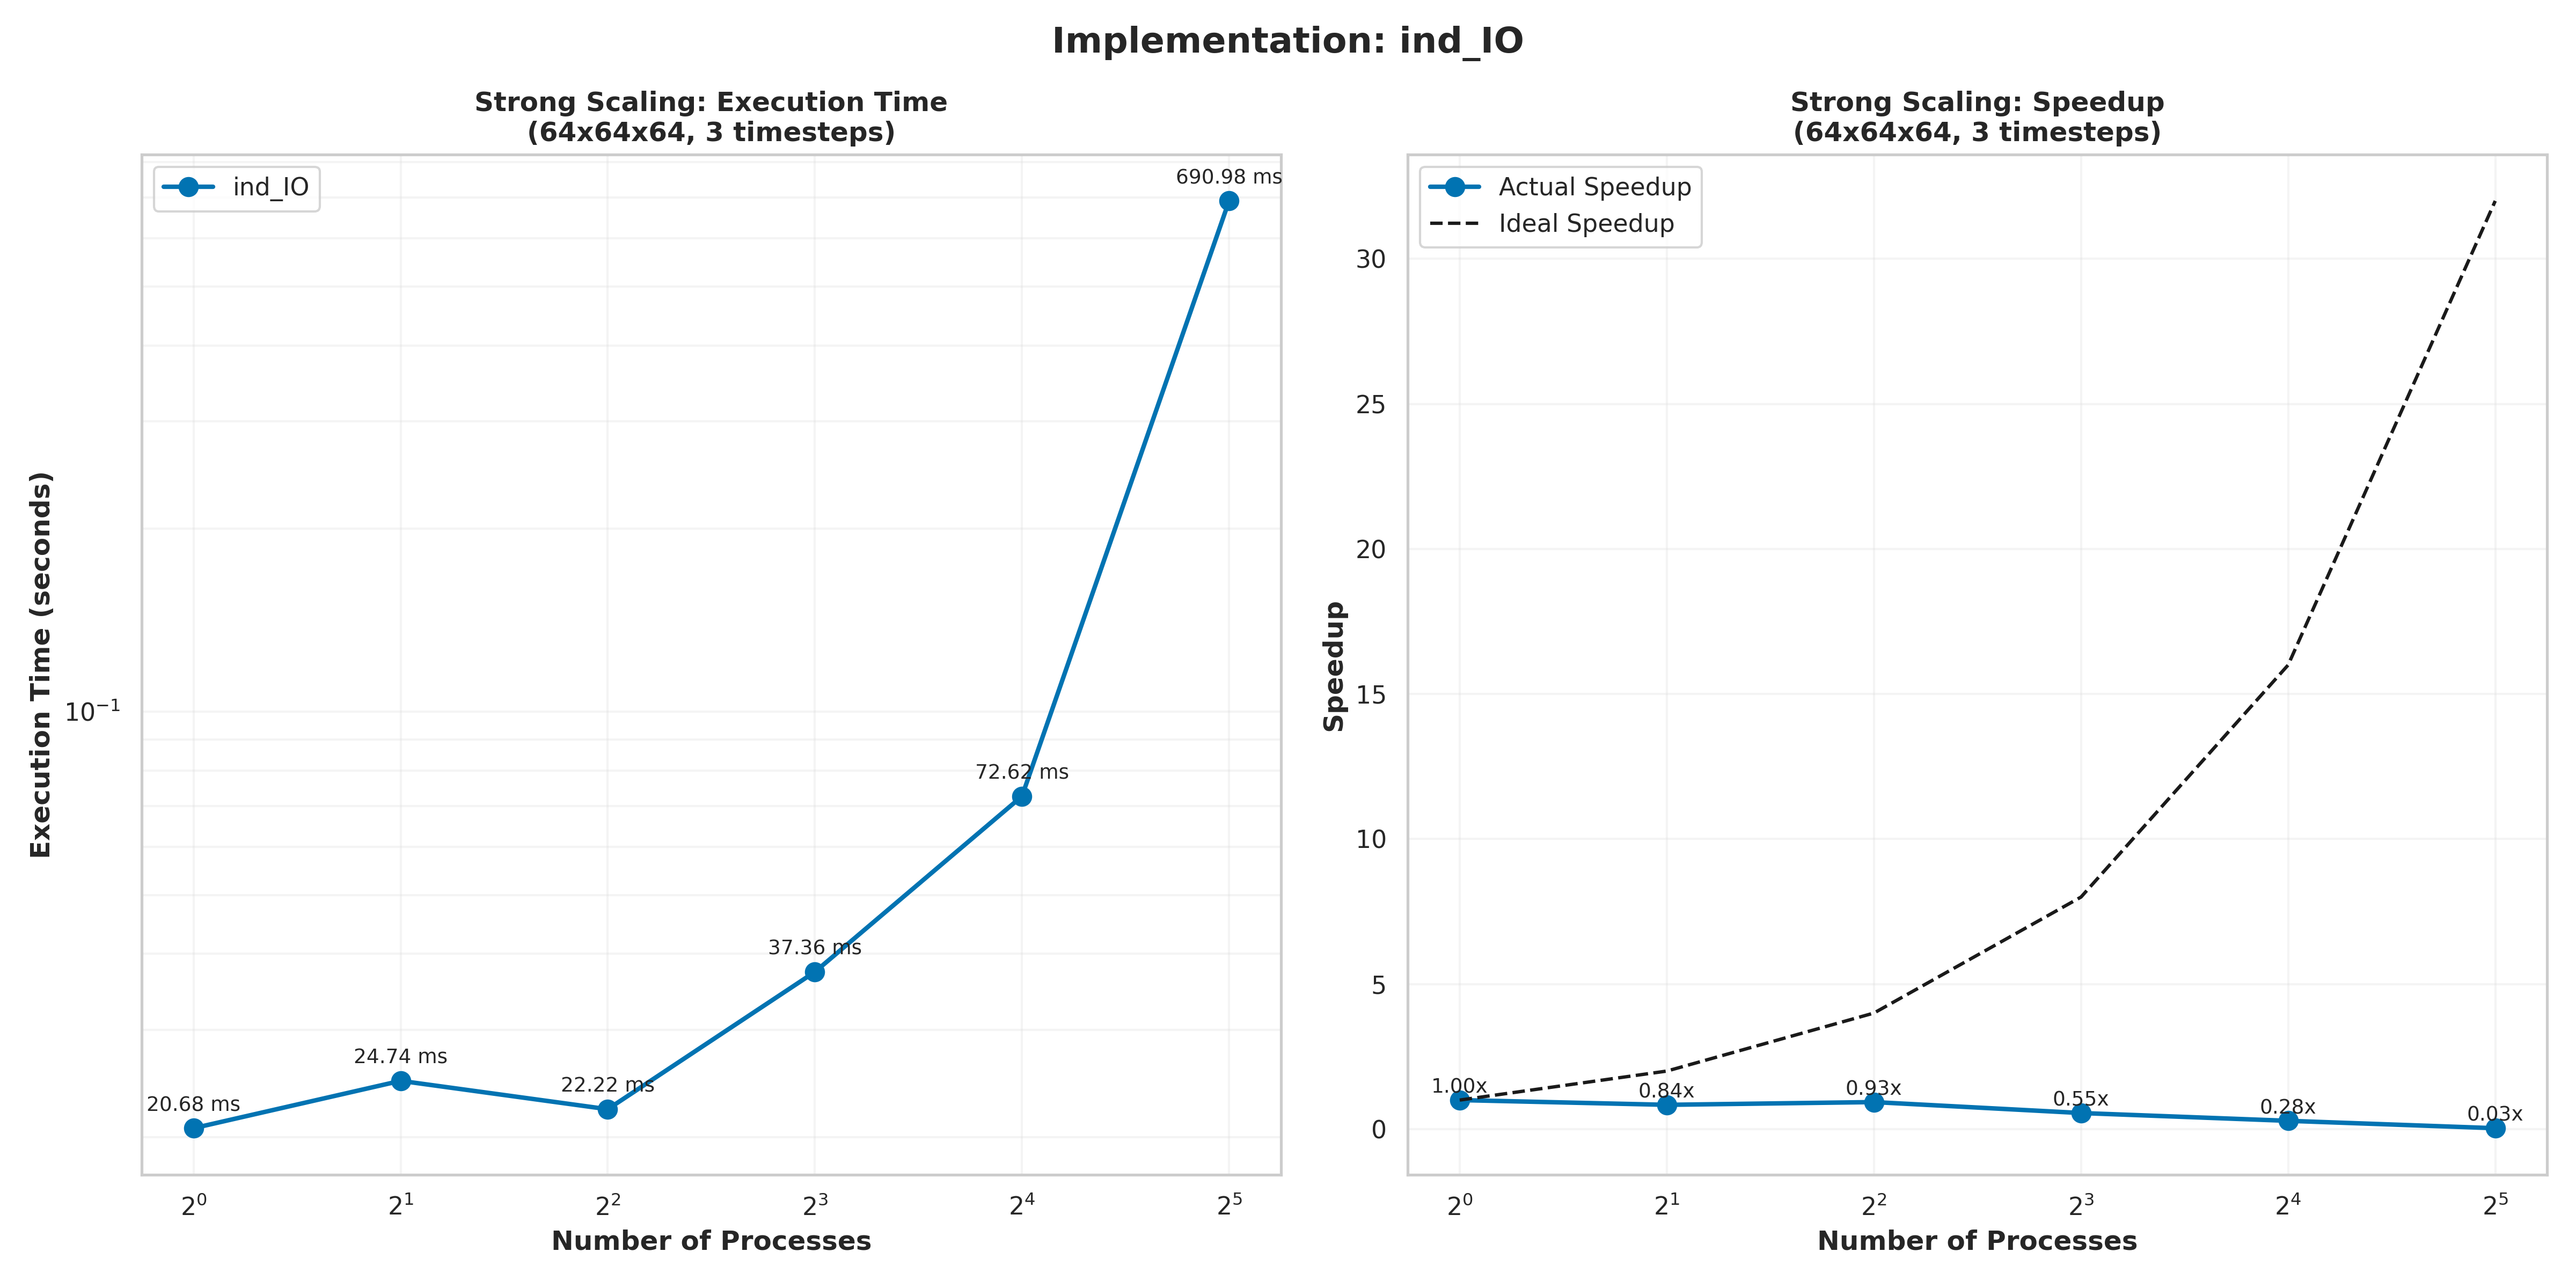 Implementation: ind_IO
Strong Scaling: Execution Time
(64x64x64, 3 timesteps)
ind_IO
Execution Time (seconds)
10⁻¹
20.68 ms
24.74 ms
22.22 ms
37.36 ms
72.62 ms
690.98 ms
2⁰
2¹
2²
2³
2⁴
2⁵
Number of Processes
Strong Scaling: Speedup
(64x64x64, 3 timesteps)
Actual Speedup
Ideal Speedup
Speedup
30
25
20
15
10
5
0
1.00x
0.84x
0.93x
0.55x
0.28x
0.03x
2⁰
2¹
2²
2³
2⁴
2⁵
Number of Processes